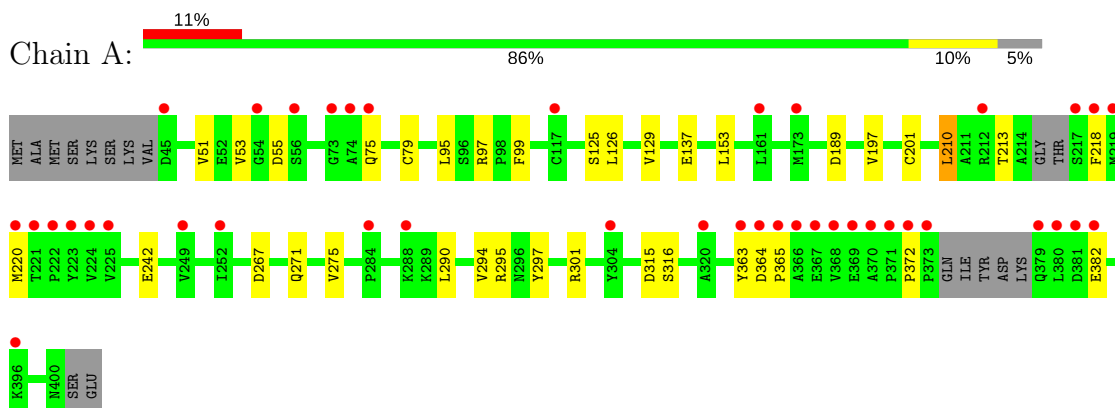 11%
Chain A:
86% 10% 5%
MET ALA MET SER LYS SER LYS VAL D45 V51 E52 V53 G54 D55 S56 G73 A74 Q75 C79 L95 S96 R97 P98 F99 C117 S125 L126 V129 E137 L153 L161 M173 D189 V197 C201 L210 A211 R212 T213 A214 GLY THR S217 F218 M219
M220 T221 P222 Y223 V224 V225 E242 V249 I252 D267 Q271 V275 P284 K288 K289 L290 V294 R295 N296 Y297 R301 Y304 D315 S316 A320 Y363 D364 P365 A366 E367 V368 E369 A370 P371 P372 P373 GLN ILE TYR ASP LYS Q379 L380 D381 E382
K396 N400 SER GLU